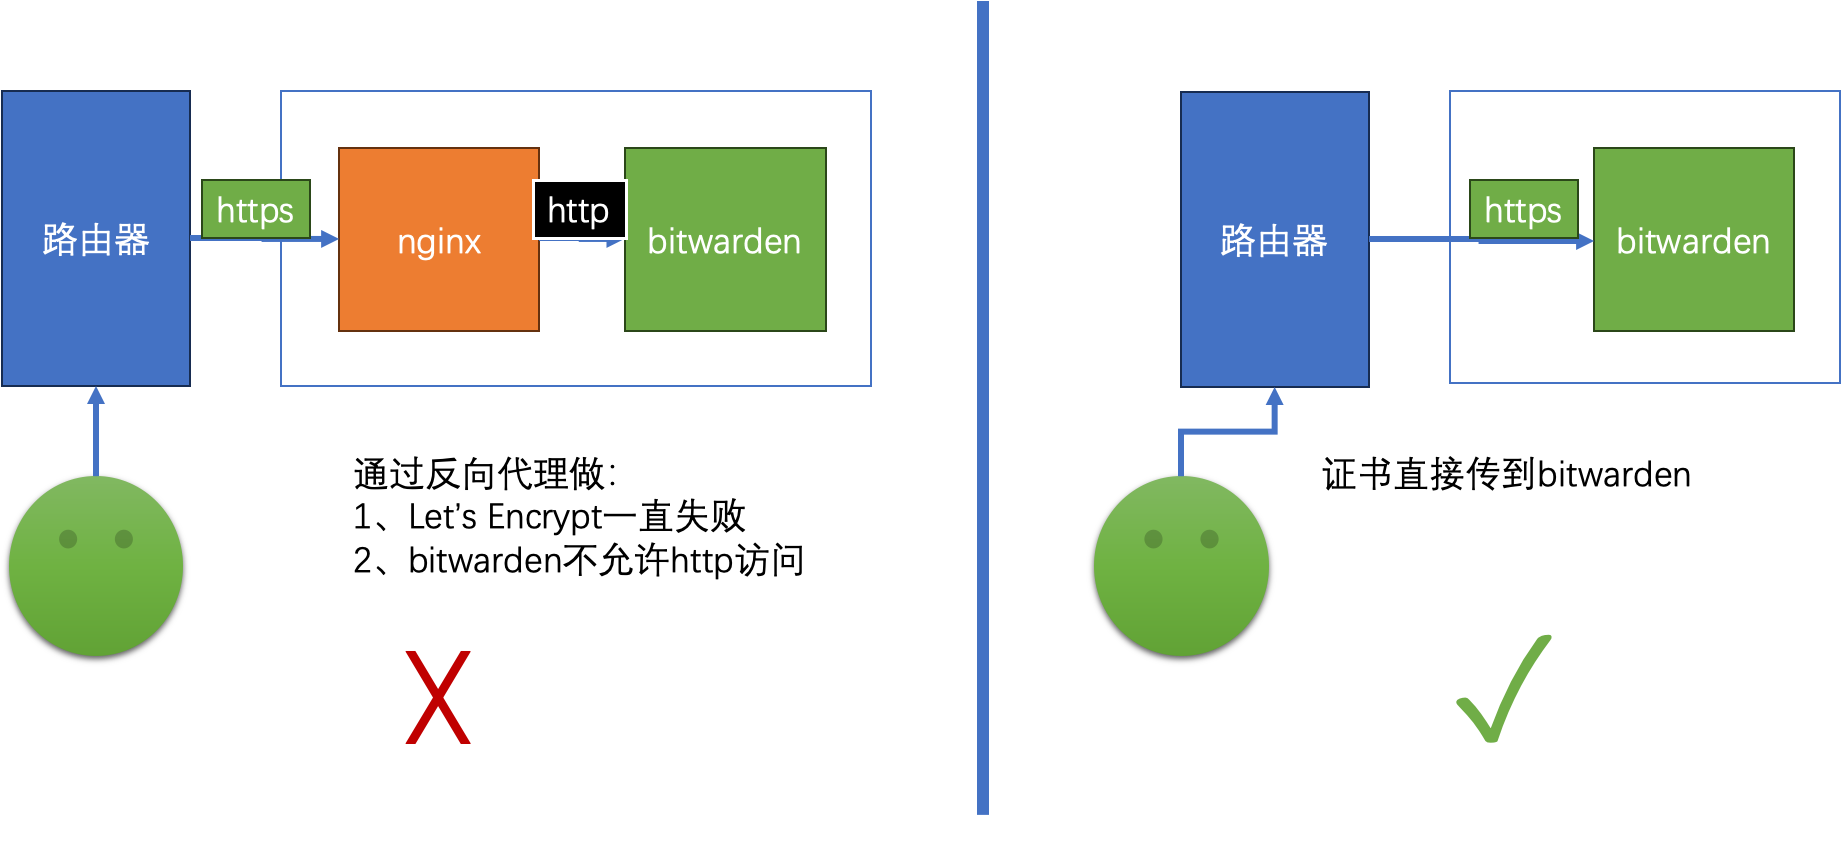 路由器
https
nginx
http
bitwarden
通过反向代理做：
1、Let’s Encrypt一直失败
2、bitwarden不允许http访问
X
路由器
https
bitwarden
证书直接传到bitwarden
✓